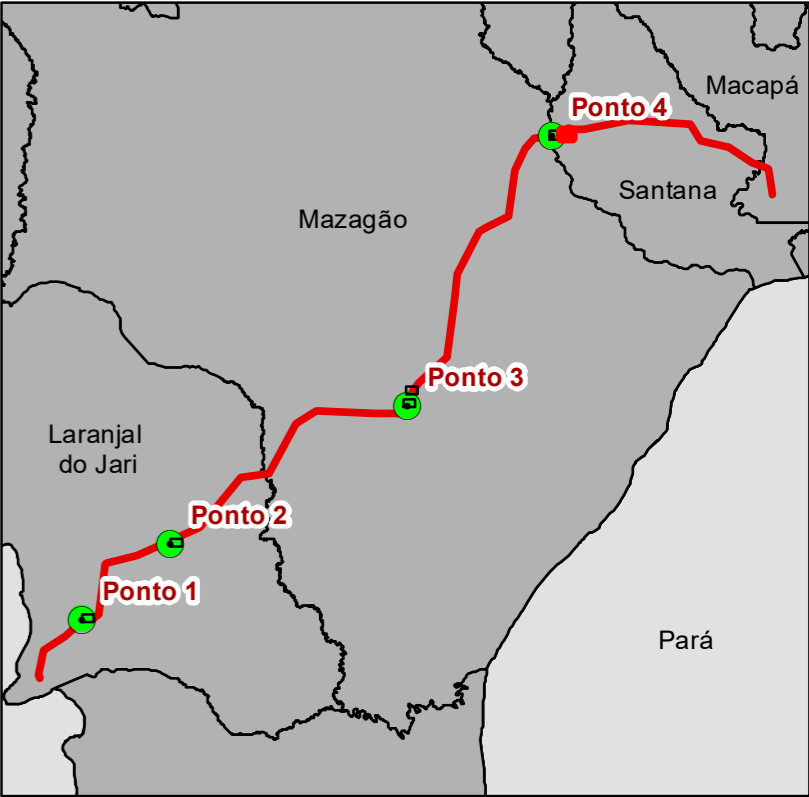 Macapá
Ponto 4
Santana
Mazagão
Ponto 3
Laranjal
do Jari
Ponto 2
Ponto 1
Pará